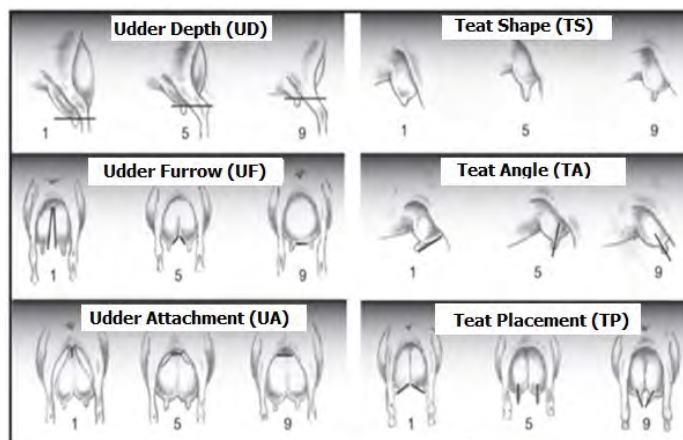 Udder Depth (UD)
1 5 9
Teat Shape (TS)
1 5 9
Udder Furrow (UF)
1 5 9
Teat Angle (TA)
1 5 9
Udder Attachment (UA)
1 5 9
Teat Placement (TP)
1 5 9